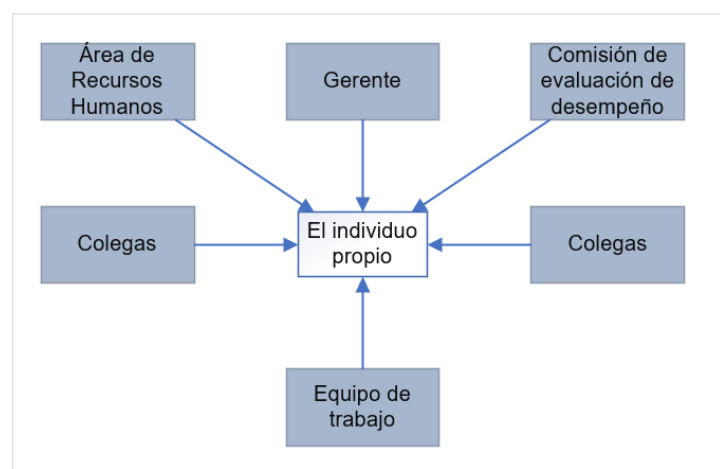 Área de
Recursos
Humanos
Gerente
Comisión de
evaluación de
desempeño
Colegas
El individuo
propio
Colegas
Equipo de
trabajo